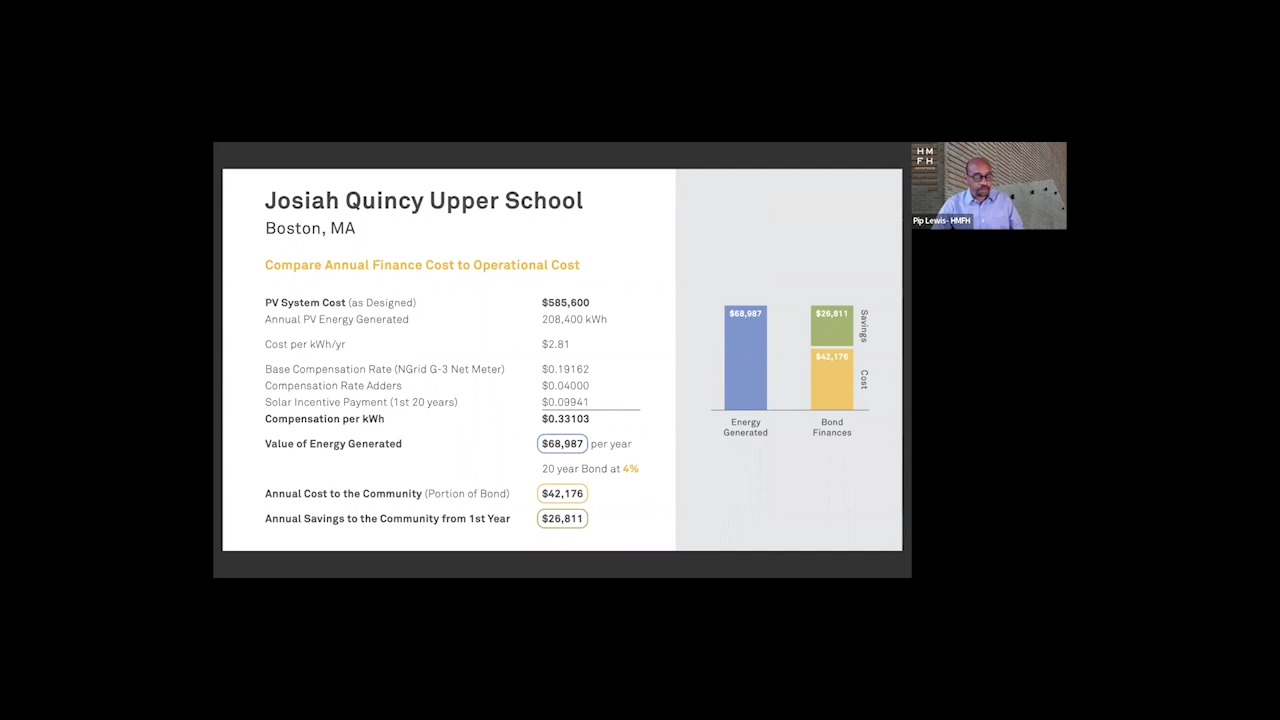 Josiah Quincy Upper School
Boston, MA
Compare Annual Finance Cost to Operational Cost
PV System Cost (as Designed) $585,600
Annual PV Energy Generated 208,400 kWh
Cost per kWh/yr $2.81
Base Compensation Rate (NGrid G-3 Net Meter) $0.19162
Compensation Rate Adders $0.04000
Solar Incentive Payment (1st 20 years) $0.09941
Compensation per kWh $0.33103
Value of Energy Generated $68,987 per year
20 year Bond at 4%
Annual Cost to the Community (Portion of Bond) $42,176
Annual Savings to the Community from 1st Year $26,811
$68,987
$26,811
Savings
$42,176
Cost
Energy
Generated
Bond
Finances
HM
FH
Pip Lewis- HMFH